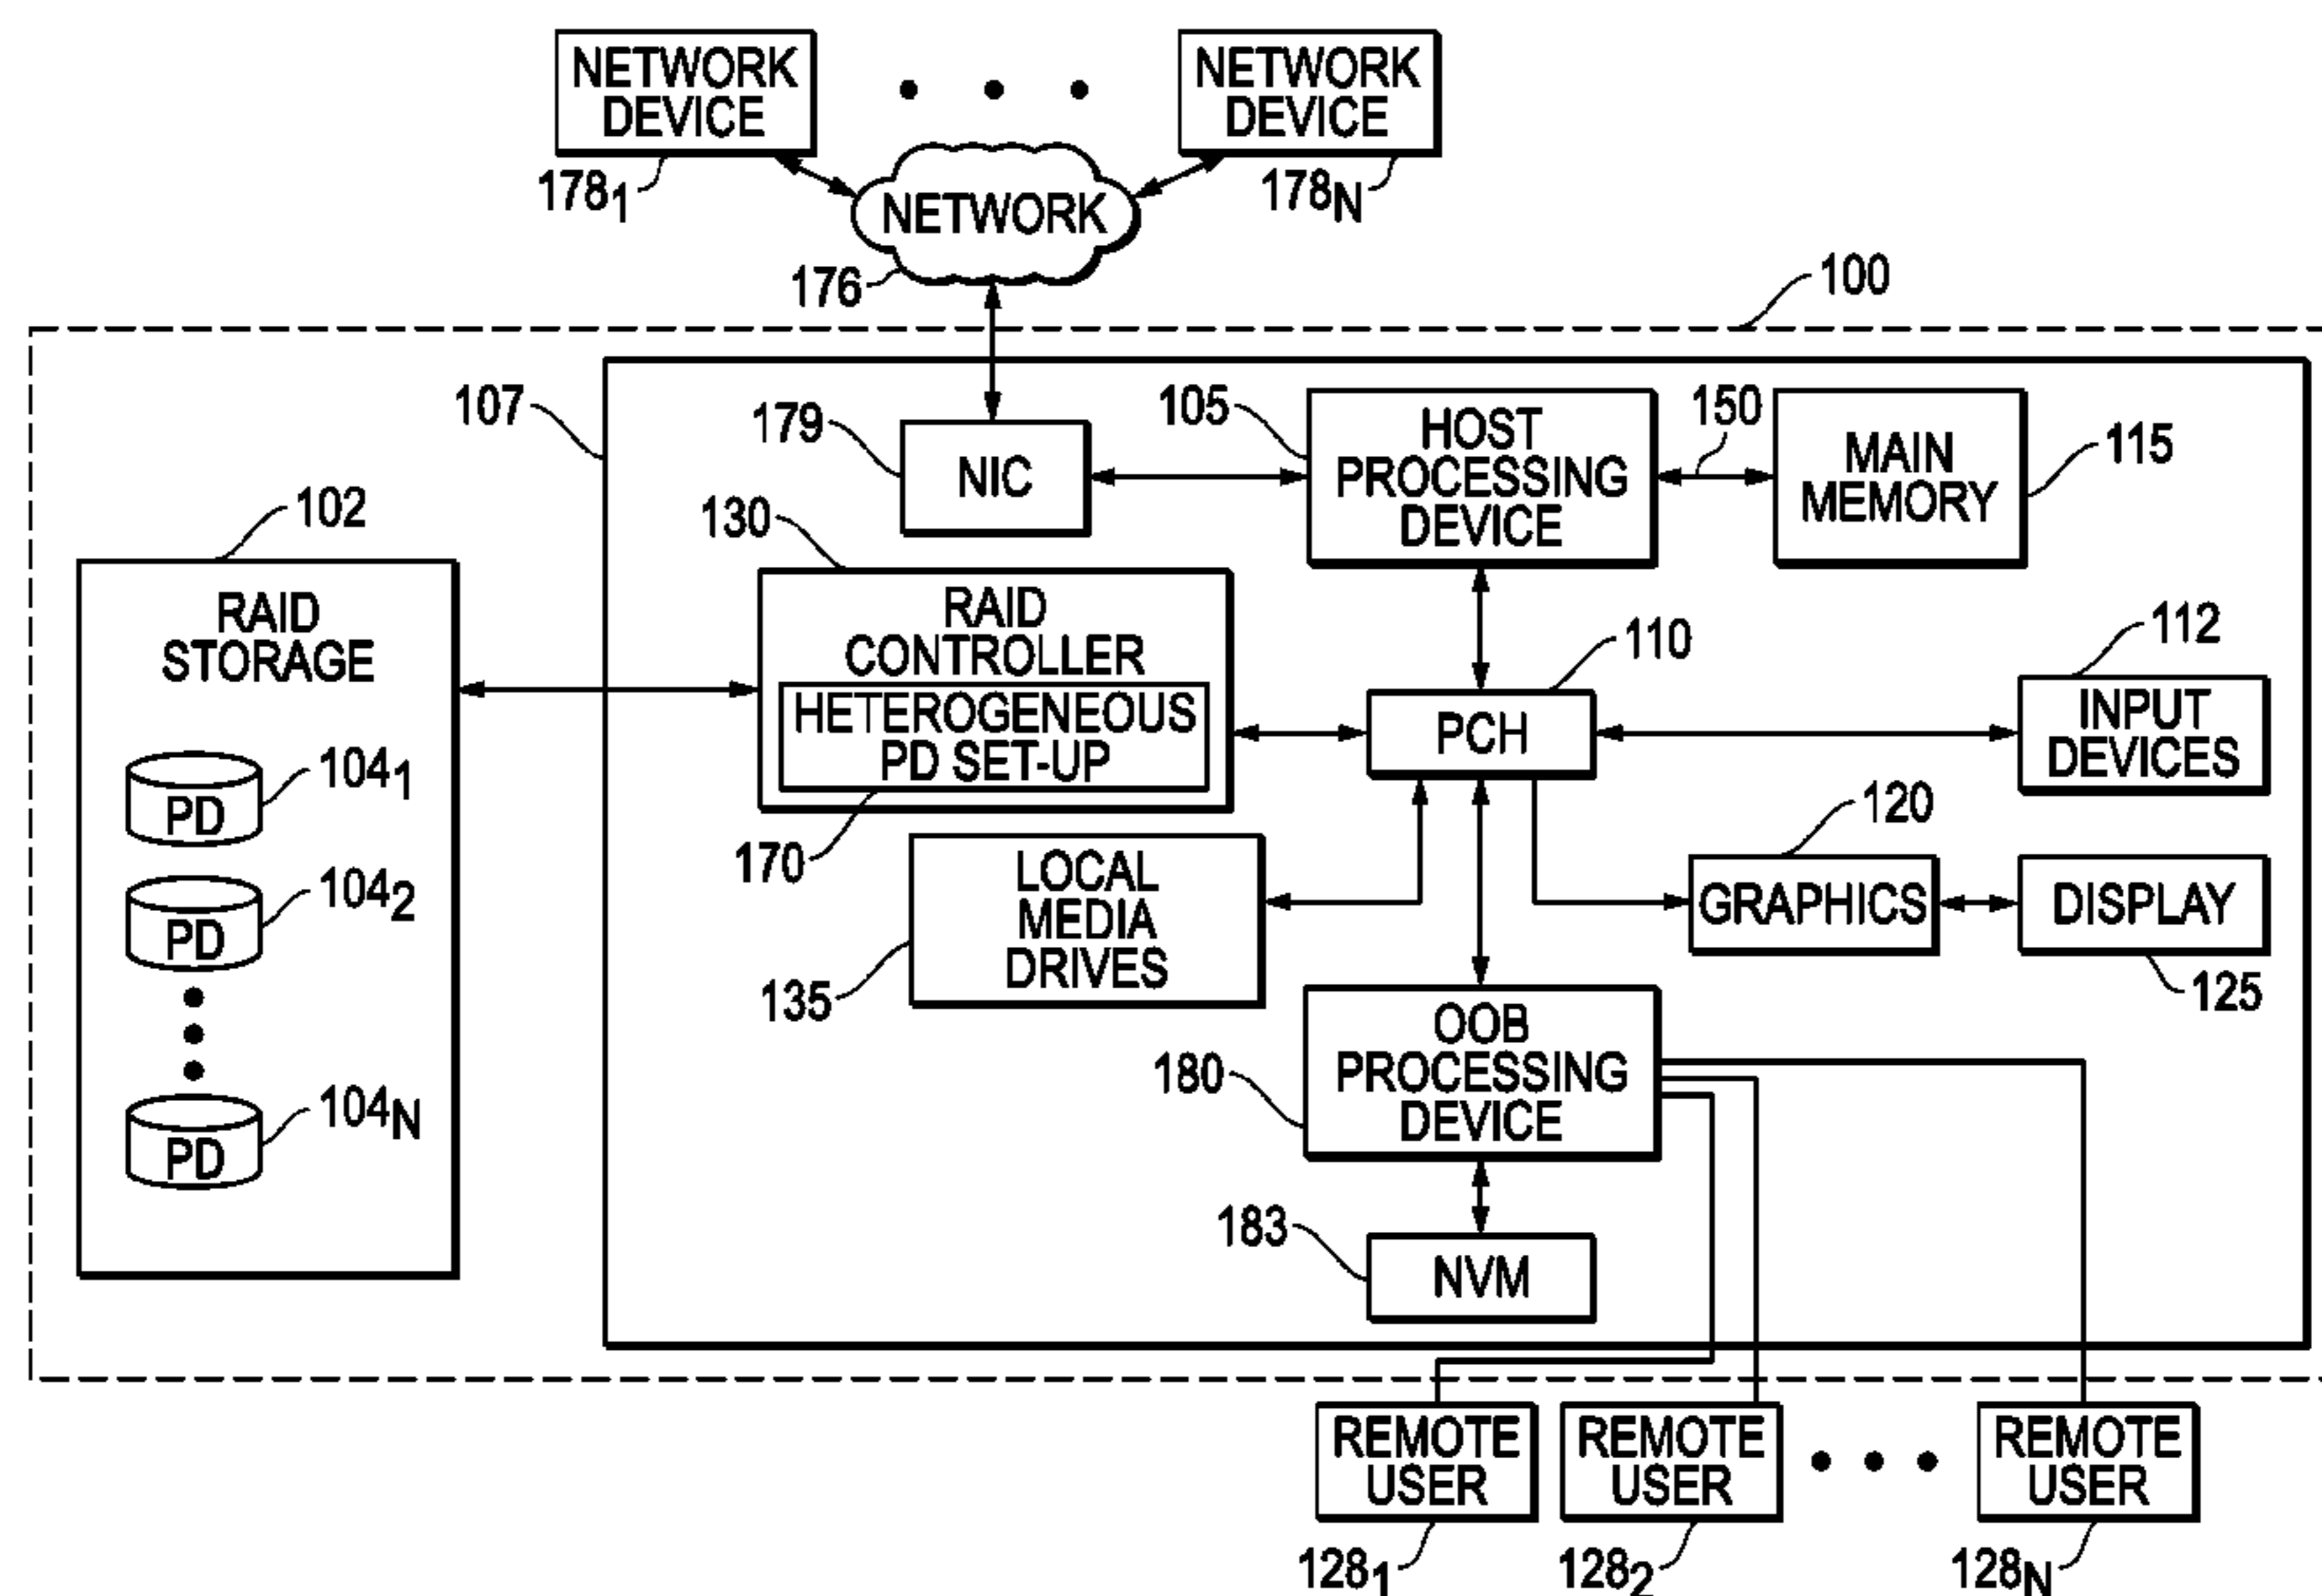 NETWORK
DEVICE
NETWORK
DEVICE
178₁
178N
NETWORK
176
100
107
179
NIC
105
HOST
PROCESSING
DEVICE
150
MAIN
MEMORY
115
102
RAID
STORAGE
130
RAID
CONTROLLER
HETEROGENEOUS
PD SET-UP
170
110
PCH
112
INPUT
DEVICES
PD
104₁
PD
104₂
PD
104N
LOCAL
MEDIA
DRIVES
135
120
GRAPHICS
DISPLAY
125
180
OOB
PROCESSING
DEVICE
183
NVM
REMOTE
USER
REMOTE
USER
REMOTE
USER
128₁
128₂
128N